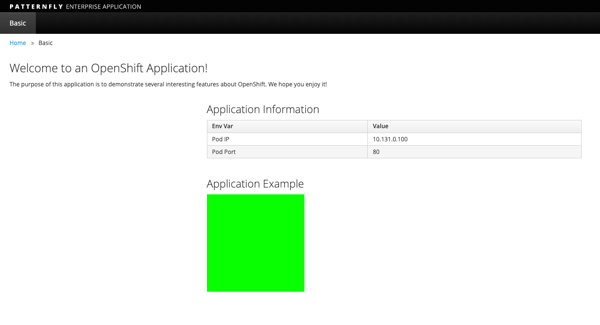 PATTERNFLY ENTERPRISE APPLICATION
Basic
Home » Basic
Welcome to an OpenShift Application!
The purpose of this application is to demonstrate several interesting features about OpenShift. We hope you enjoy it!
Application Information
Env Var Value
Pod IP 10.131.0.100
Pod Port 80
Application Example